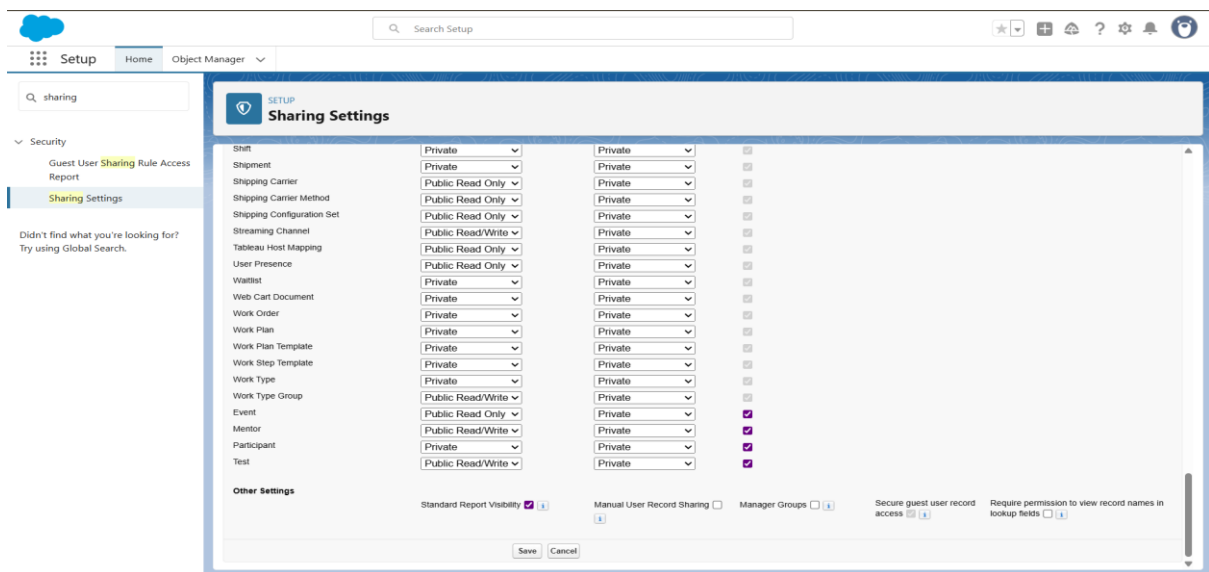 Search Setup
Setup Home Object Manager
sharing
SETUP
Sharing Settings
Security
Guest User Sharing Rule Access
Report
Sharing Settings
Didn't find what you're looking for?
Try using Global Search.
Shift Private Private
Shipment Private Private
Shipping Carrier Public Read Only Private
Shipping Carrier Method Public Read Only Private
Shipping Configuration Set Public Read Only Private
Streaming Channel Public Read/Write Private
Tableau Host Mapping Public Read Only Private
User Presence Public Read Only Private
Waitlist Private Private
Web Cart Document Private Private
Work Order Private Private
Work Plan Private Private
Work Plan Template Private Private
Work Step Template Private Private
Work Type Private Private
Work Type Group Public Read/Write Private
Event Public Read Only Private
Mentor Public Read/Write Private
Participant Private Private
Test Public Read/Write Private
Other Settings
Standard Report Visibility i
Manual User Record Sharing
i
Manager Groups i
Secure guest user record
access i
Require permission to view record names in
lookup fields i
Save Cancel